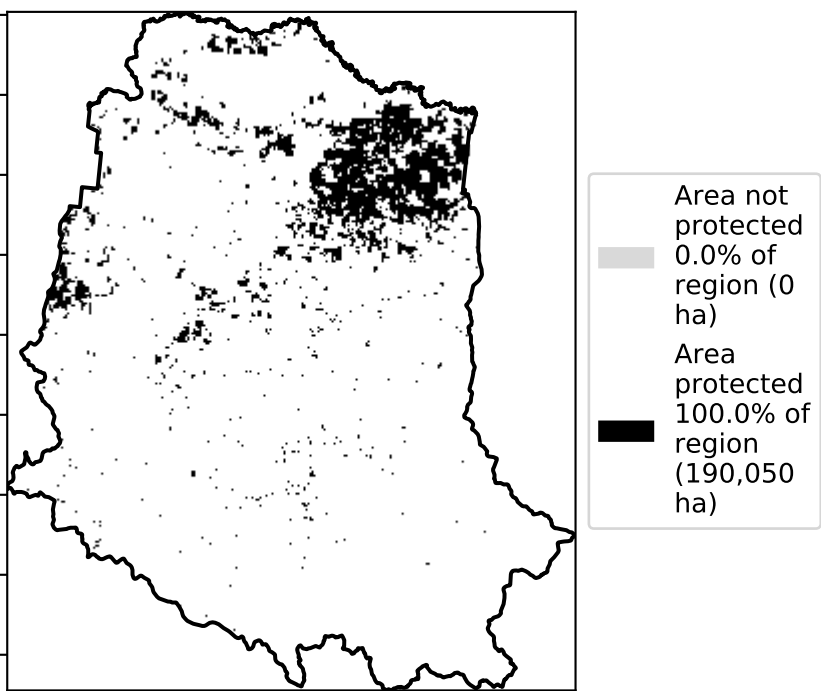 Area not
protected
0.0% of
region (0
ha)
Area
protected
100.0% of
region
(190,050
ha)